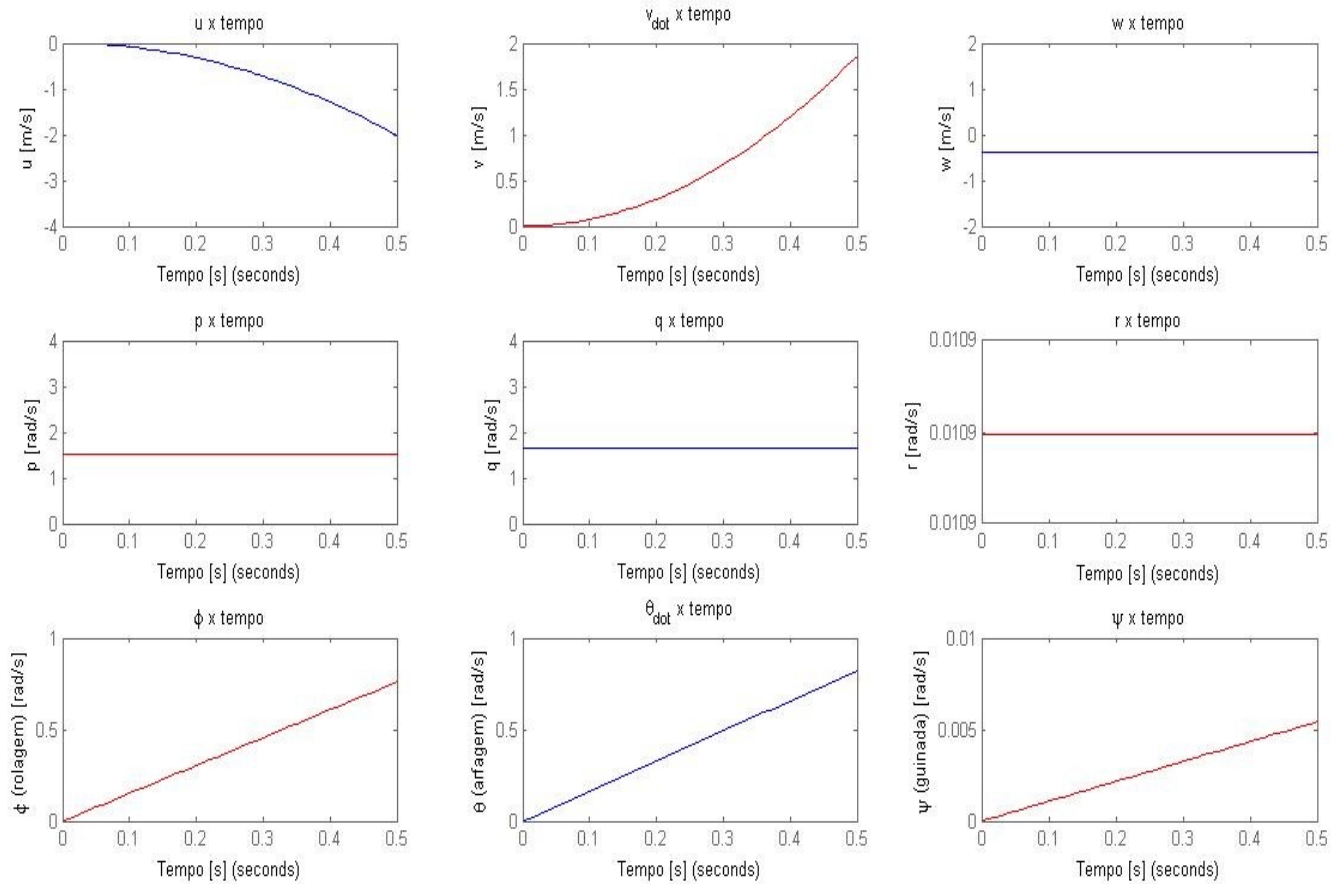 u x tempo
u [m/s]
0
-1
-2
-3
-4
0 0.1 0.2 0.3 0.4 0.5
Tempo [s] (seconds)
v_dot x tempo
v [m/s]
2
1.5
1
0.5
0
0 0.1 0.2 0.3 0.4 0.5
Tempo [s] (seconds)
w x tempo
w [m/s]
2
1
0
-1
-2
0 0.1 0.2 0.3 0.4 0.5
Tempo [s] (seconds)
p x tempo
p [rad/s]
4
3
2
1
0
0 0.1 0.2 0.3 0.4 0.5
Tempo [s] (seconds)
q x tempo
q [rad/s]
4
3
2
1
0
0 0.1 0.2 0.3 0.4 0.5
Tempo [s] (seconds)
r x tempo
r [rad/s]
0.0109
0.0109
0.0109
0 0.1 0.2 0.3 0.4 0.5
Tempo [s] (seconds)
ϕ x tempo
ϕ (rolagem) [rad/s]
1
0.5
0
0 0.1 0.2 0.3 0.4 0.5
Tempo [s] (seconds)
θ_dot x tempo
θ (arfagem) [rad/s]
1
0.5
0
0 0.1 0.2 0.3 0.4 0.5
Tempo [s] (seconds)
ψ x tempo
ψ (guinada) [rad/s]
0.01
0.005
0
0 0.1 0.2 0.3 0.4 0.5
Tempo [s] (seconds)